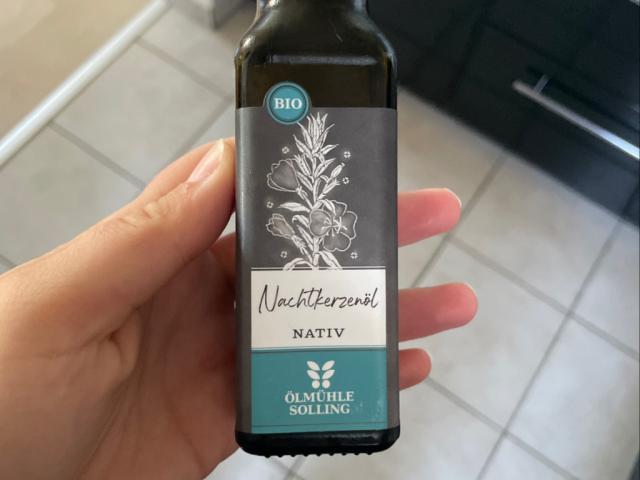 BIO
Nachtkerzenöl
NATIV
ÖLMÜHLE
SOLLING